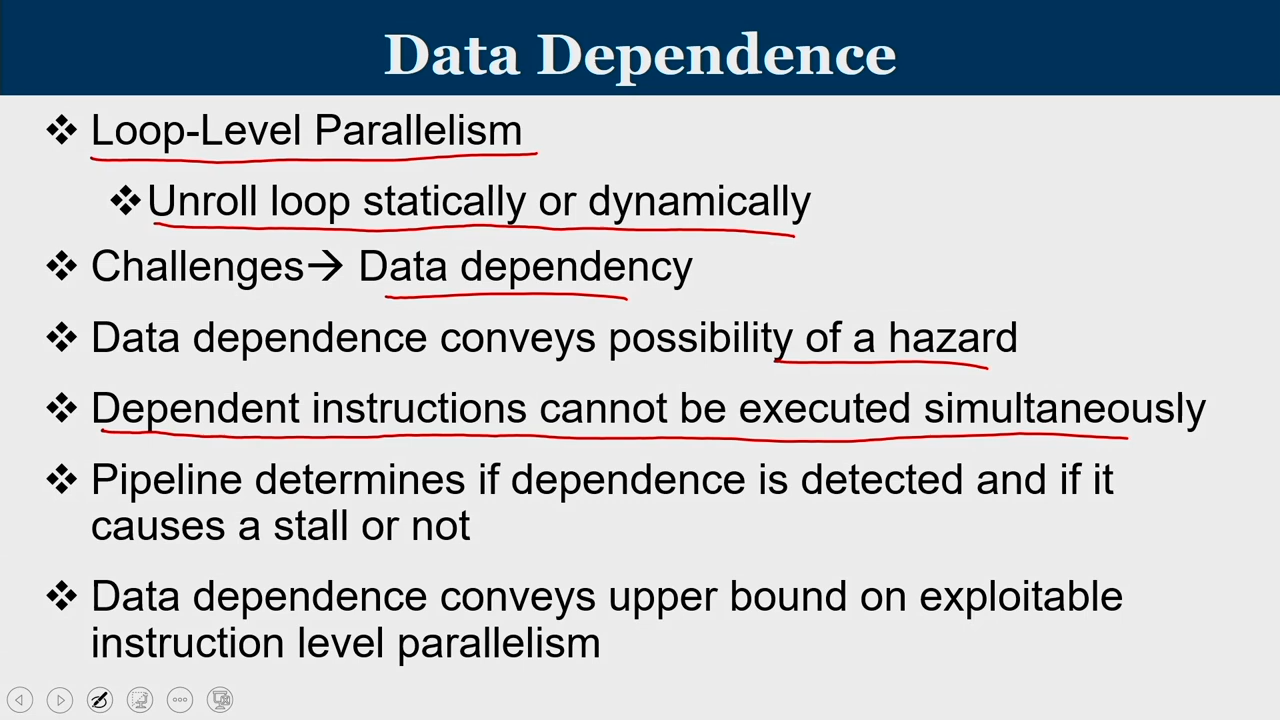 Data Dependence
❖ Loop-Level Parallelism
❖ Unroll loop statically or dynamically
❖ Challenges→ Data dependency
❖ Data dependence conveys possibility of a hazard
❖ Dependent instructions cannot be executed simultaneously
❖ Pipeline determines if dependence is detected and if it
causes a stall or not
❖ Data dependence conveys upper bound on exploitable
instruction level parallelism